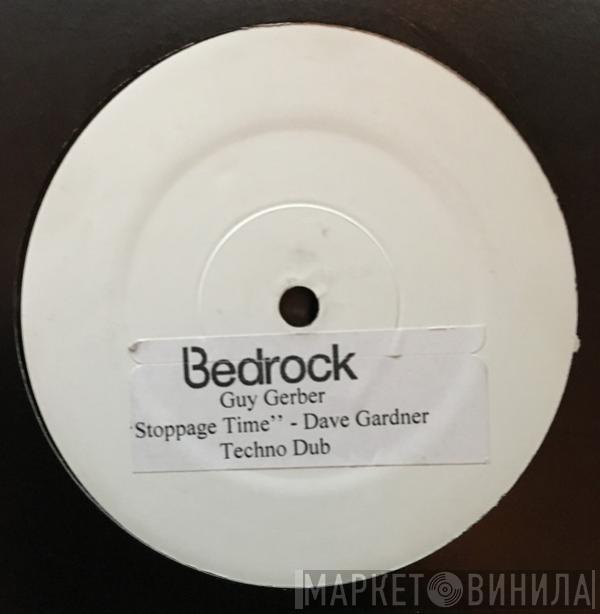 Bedrock
Guy Gerber
‘Stoppage Time’’ - Dave Gardner
Techno Dub
МАРКЕТ ВИНИЛА